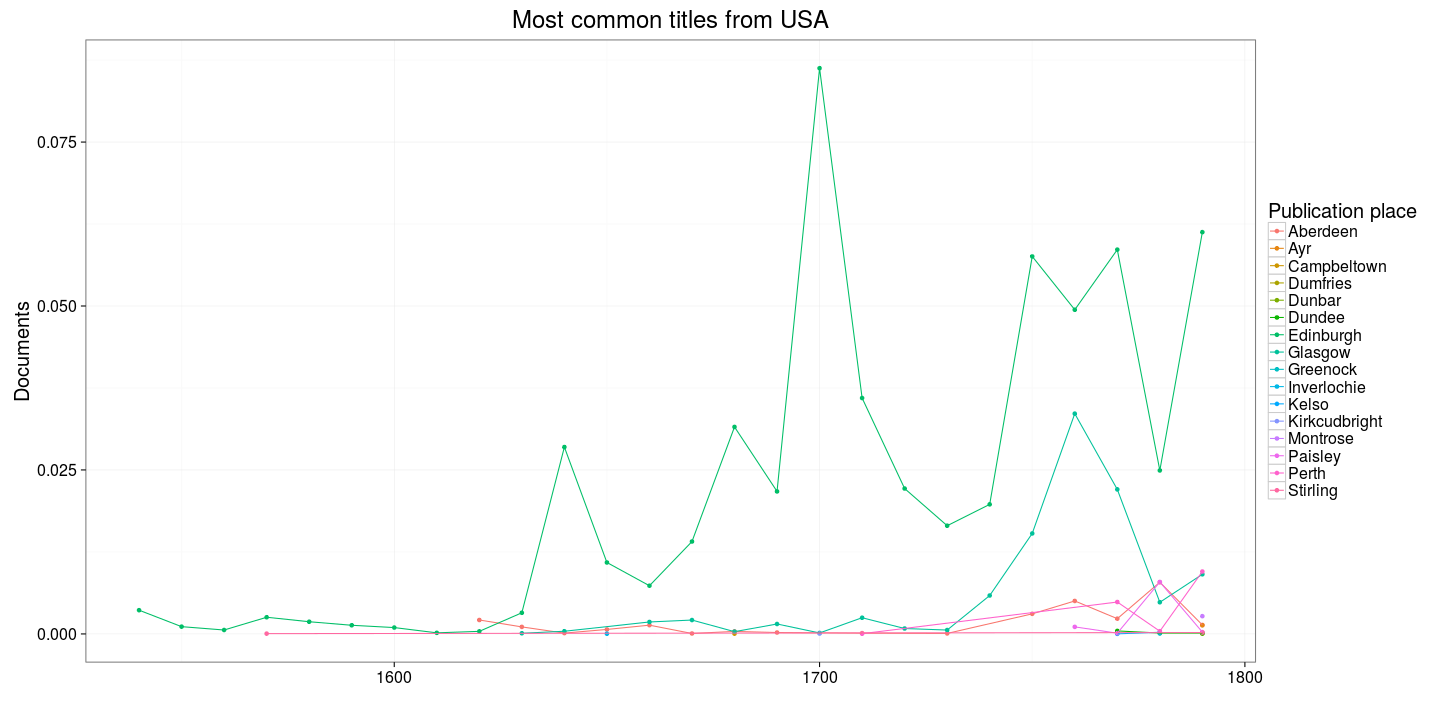 Most common titles from USA
Documents
0.075
0.050
0.025
0.000
1600
1700
1800
Publication place
Aberdeen
Ayr
Campbeltown
Dumfries
Dunbar
Dundee
Edinburgh
Glasgow
Greenock
Inverlochie
Kelso
Kirkcudbright
Montrose
Paisley
Perth
Stirling